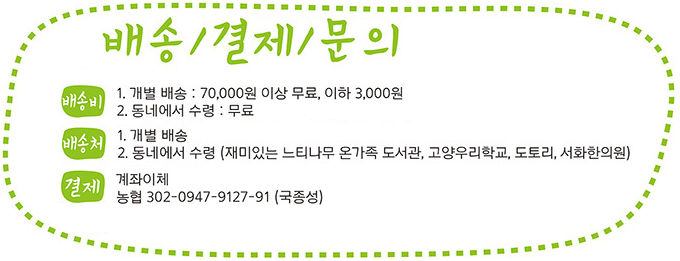 배송/결제/문의
배송비
1. 개별 배송 : 70,000원 이상 무료, 이하 3,000원
2. 동네에서 수령 : 무료
배송처
1. 개별 배송
2. 동네에서 수령 (재미있는 느티나무 온가족 도서관, 고양우리학교, 도토리, 서화한의원)
결제
계좌이체
농협 302-0947-9127-91 (국종성)